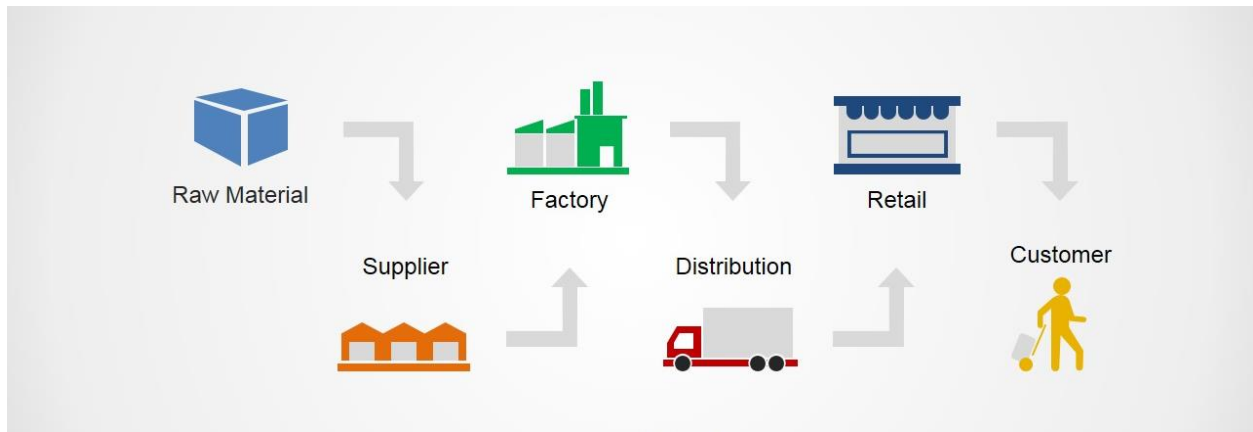 Raw Material
Supplier
Factory
Distribution
Retail
Customer